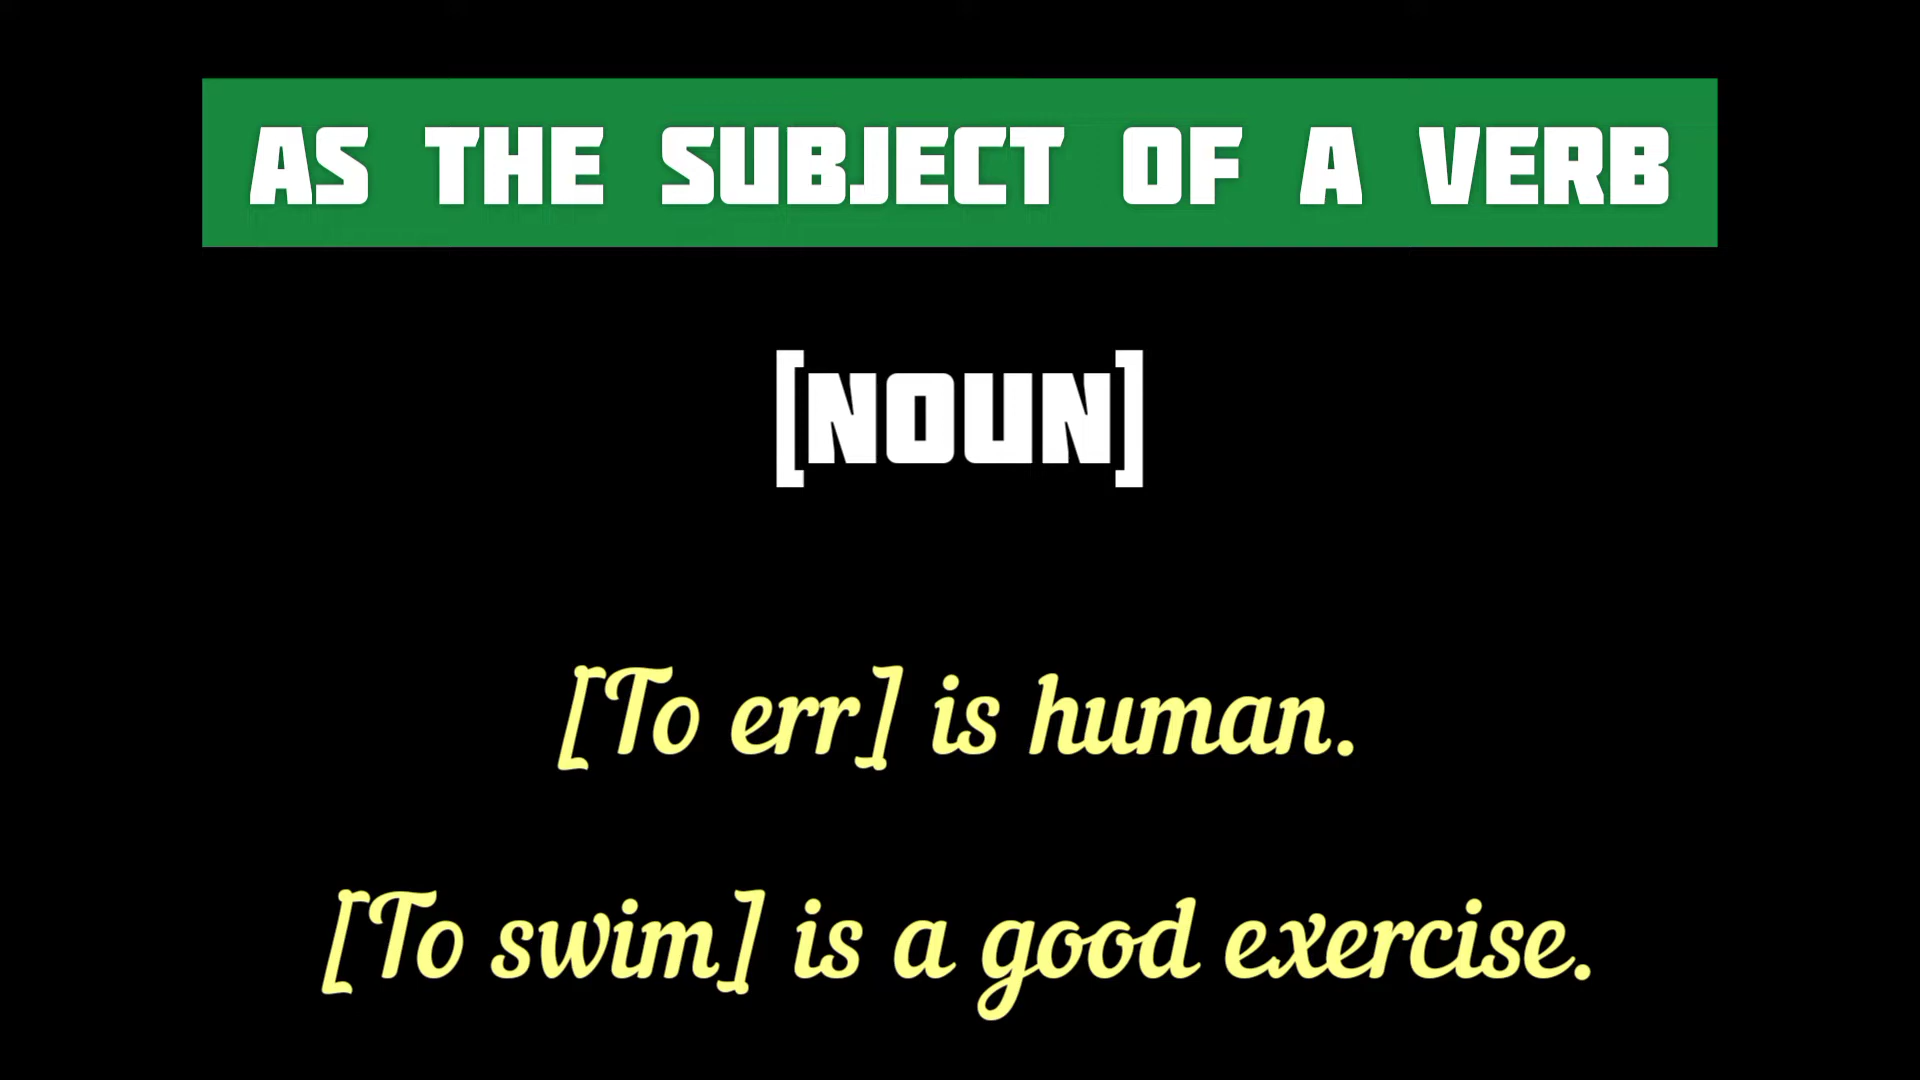 AS THE SUBJECT OF A VERB
[NOUN]
[To err] is human.
[To swim] is a good exercise.